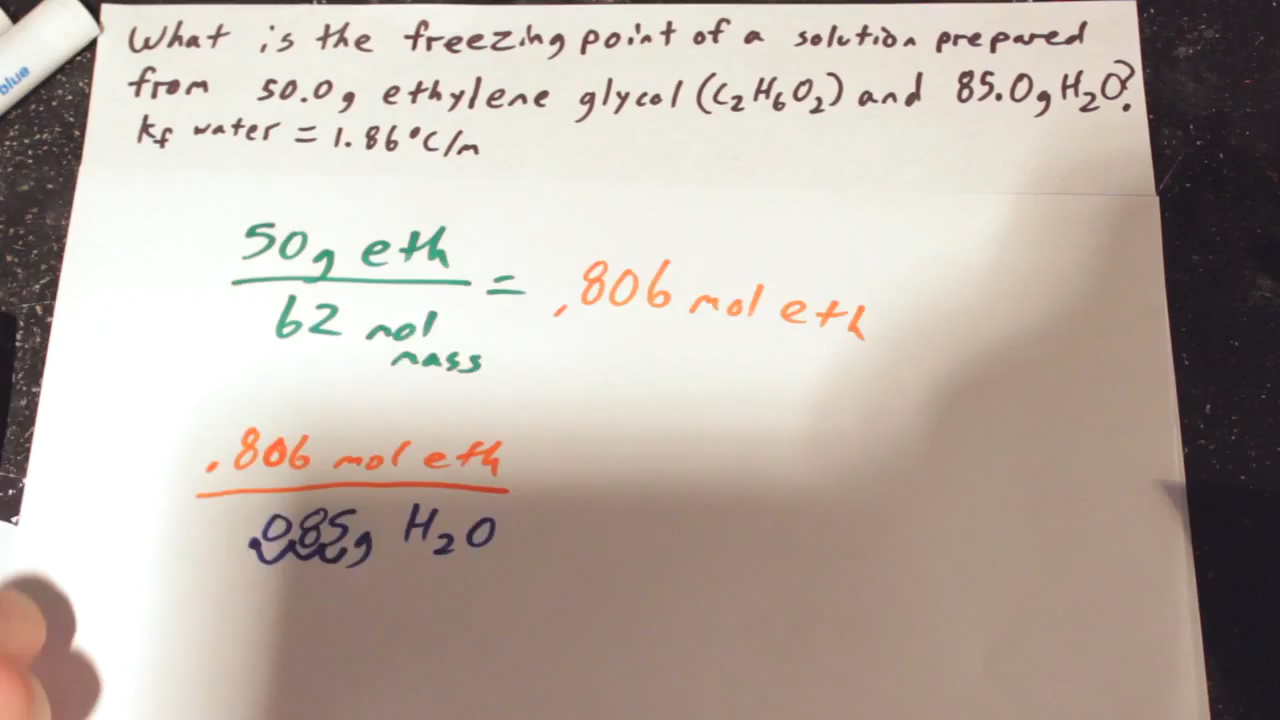 blue
What is the freezing point of a solution prepared
from 50.0g ethylene glycol (C₂H₆O₂) and 85.0g H₂O?
Kf water = 1.86°C/m
50g eth
62 mol mass
= .806 mol eth
.806 mol eth
.085g H₂O